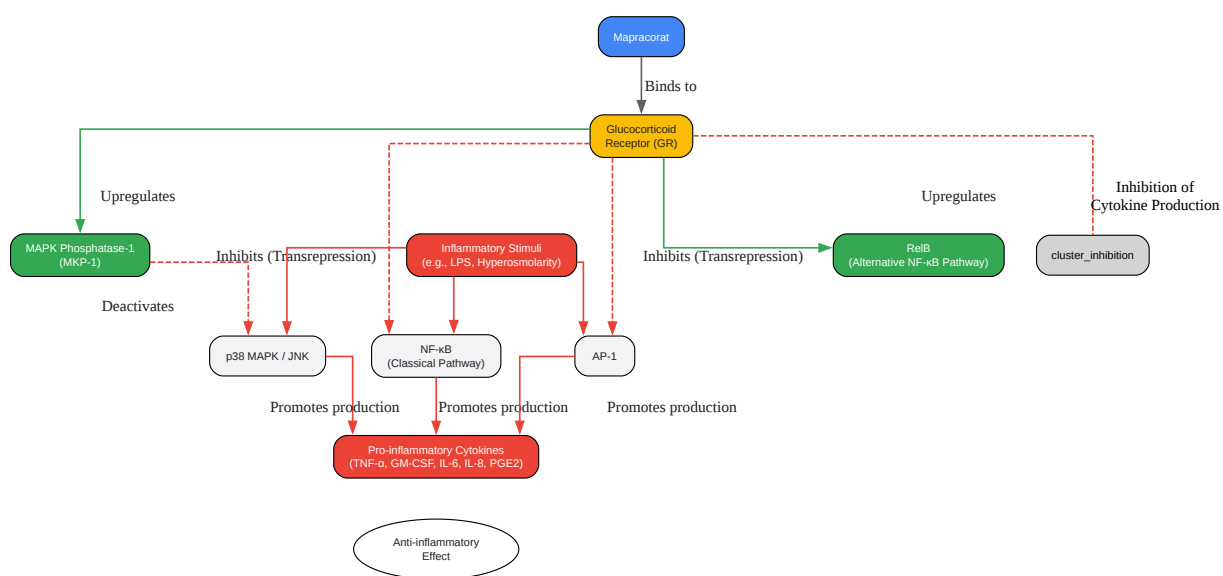 Mapracorat
Binds to
Glucocorticoid
Receptor (GR)
Upregulates
Upregulates
Inhibition of
Cytokine Production
MAPK Phosphatase-1
(MKP-1)
Inhibits (Transrepression)
Inflammatory Stimuli
(e.g., LPS, Hyperosmolarity)
Inhibits (Transrepression)
RelB
(Alternative NF-κB Pathway)
cluster_inhibition
Deactivates
p38 MAPK / JNK
NF-κB
(Classical Pathway)
AP-1
Promotes production
Promotes production
Promotes production
Pro-inflammatory Cytokines
(TNF-α, GM-CSF, IL-6, IL-8, PGE2)
Anti-inflammatory
Effect